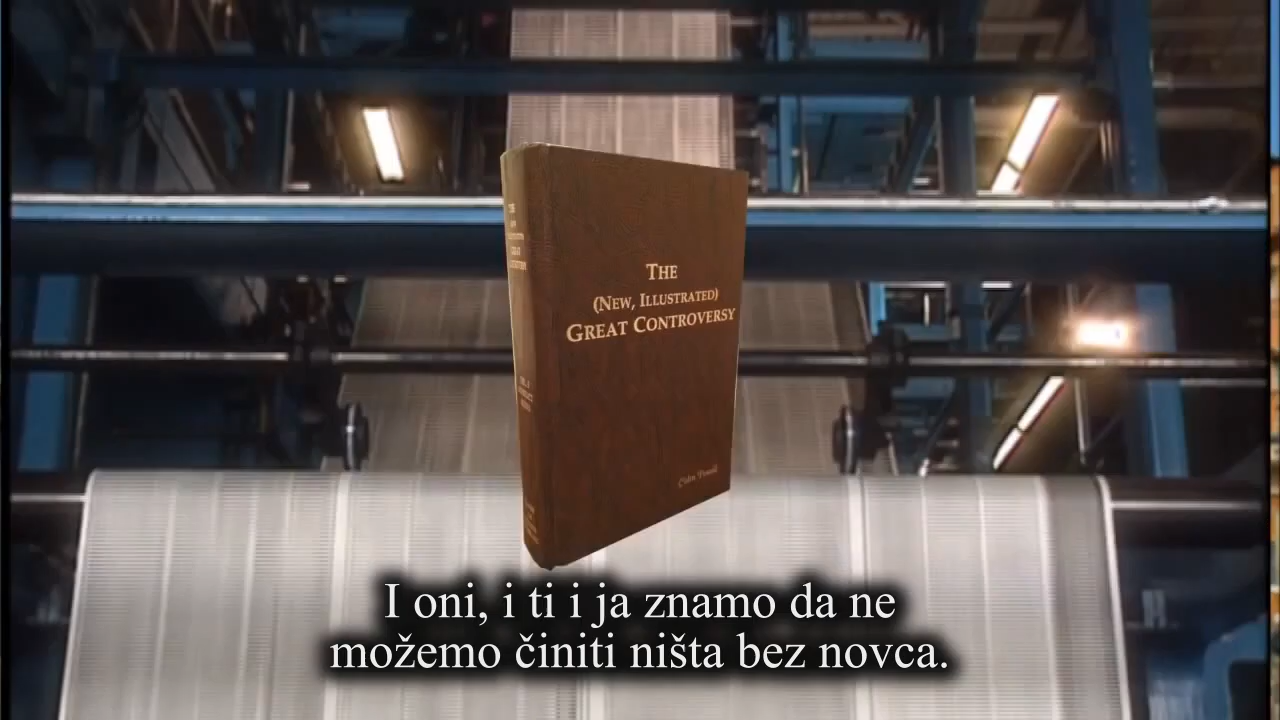 THE
(NEW, ILLUSTRATED)
GREAT CONTROVERSY
I oni, i ti i ja znamo da ne
možemo činiti ništa bez novca.